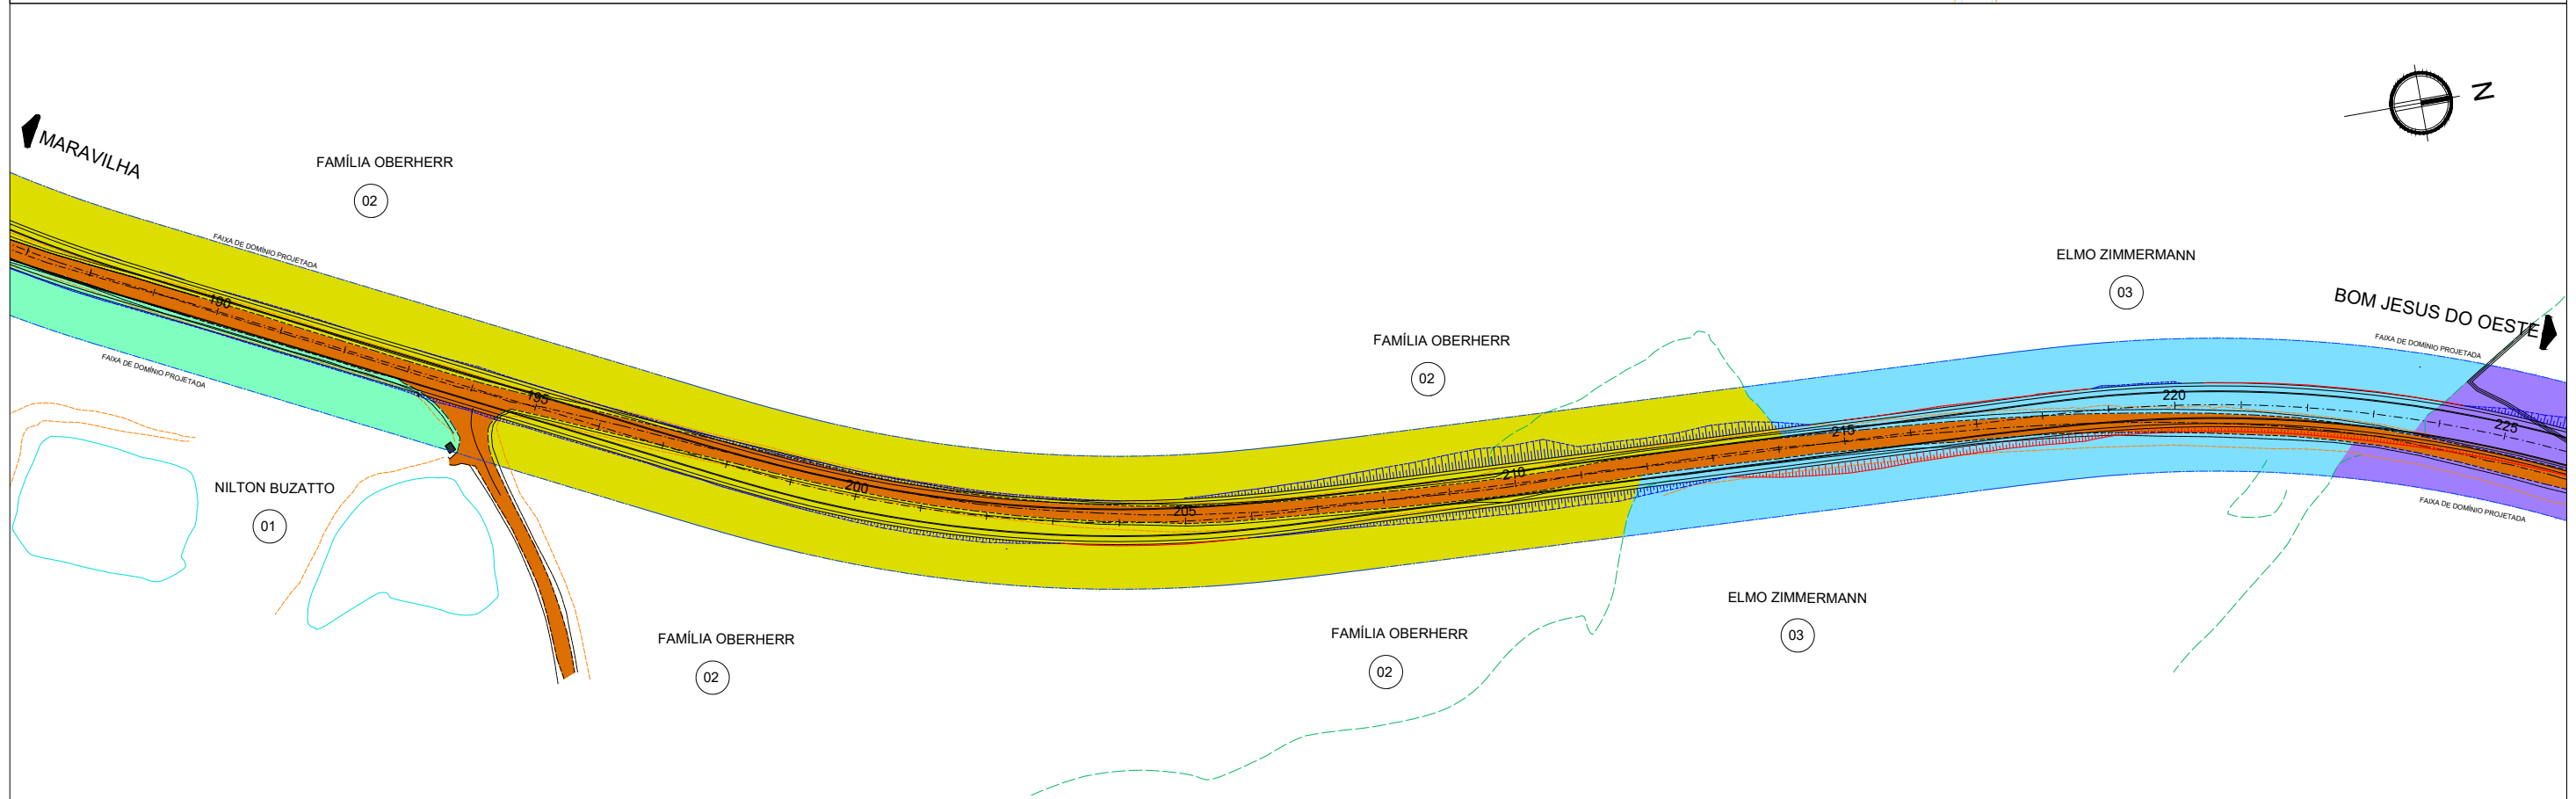 N
MARAVILHA
FAMÍLIA OBERHERR
02
FAIXA DE DOMÍNIO PROJETADA
ELMO ZIMMERMANN
03
BOM JESUS DO OESTE
FAIXA DE DOMÍNIO PROJETADA
190
FAIXA DE DOMÍNIO PROJETADA
195
FAMÍLIA OBERHERR
02
200
205
210
215
220
225
FAIXA DE DOMÍNIO PROJETADA
NILTON BUZATTO
01
FAMÍLIA OBERHERR
02
FAMÍLIA OBERHERR
02
ELMO ZIMMERMANN
03